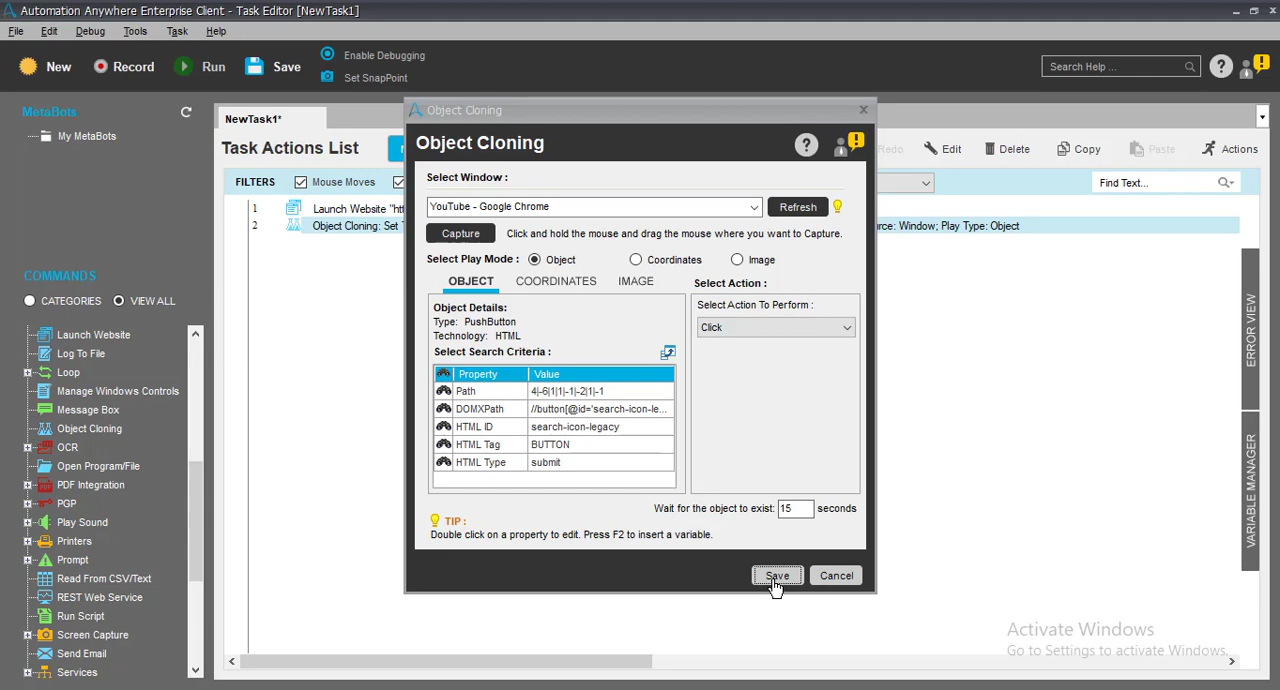 Automation Anywhere Enterprise Client - Task Editor [NewTask1]
File Edit Debug Tools Task Help
New Record Run Save
Enable Debugging
Set SnapPoint
Search Help ...
MetaBots
My MetaBots
NewTask1*
Task Actions List
Redo Edit Delete Copy Paste Actions
FILTERS Mouse Moves
Find Text...
1 Launch Website "htt
2 Object Cloning: Set T
rce: Window; Play Type: Object
COMMANDS
CATEGORIES VIEW ALL
Launch Website
Log To File
Loop
Manage Windows Controls
Message Box
Object Cloning
OCR
Open Program/File
PDF Integration
PGP
Play Sound
Printers
Prompt
Read From CSV/Text
REST Web Service
Run Script
Screen Capture
Send Email
Services
Object Cloning
Object Cloning
Select Window :
YouTube - Google Chrome
Refresh
Capture Click and hold the mouse and drag the mouse where you want to Capture.
Select Play Mode : Object Coordinates Image
OBJECT COORDINATES IMAGE
Select Action :
Object Details:
Type: PushButton
Technology: HTML
Select Search Criteria :
Select Action To Perform :
Click
Property Value
Path 4|-6|1|1|-1|-2|1|-1
DOMXPath //button[@id='search-icon-le...
HTML ID search-icon-legacy
HTML Tag BUTTON
HTML Type submit
Wait for the object to exist: 15 seconds
TIP :
Double click on a property to edit. Press F2 to insert a variable.
Save Cancel
ERROR VIEW
VARIABLE MANAGER
Activate Windows
Go to Settings to activate Windows.